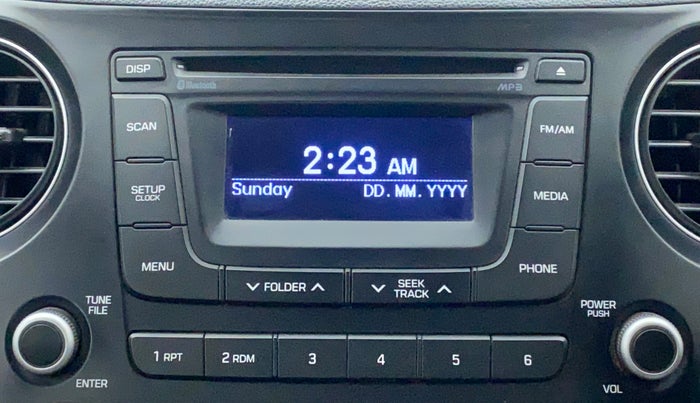 DISP
Bluetooth
MP3
SCAN
FM/AM
2:23 AM
Sunday DD. MM. YYYY
SETUP
CLOCK
MEDIA
MENU
PHONE
FOLDER
SEEK
TRACK
TUNE
FILE
POWER
PUSH
1 RPT
2 RDM
3
4
5
6
ENTER
VOL